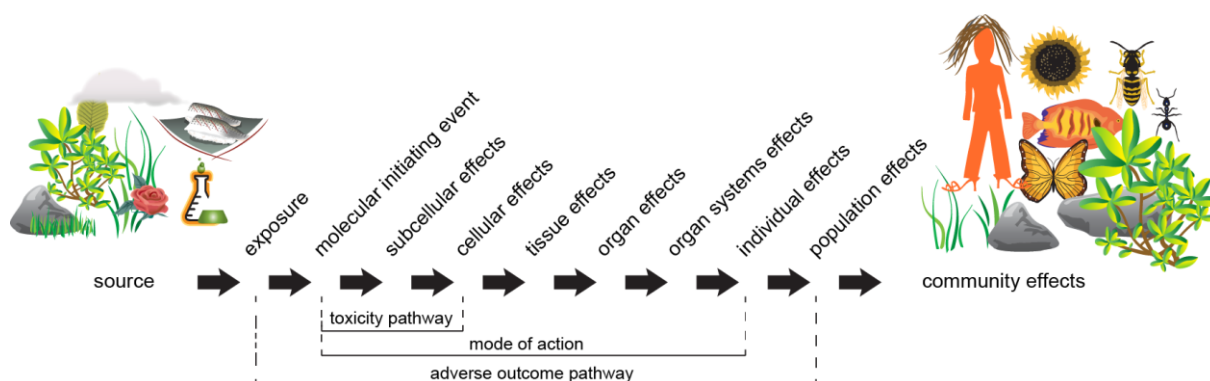 source
exposure
molecular initiating event
subcellular effects
cellular effects
tissue effects
organ effects
organ systems effects
individual effects
population effects
community effects
toxicity pathway
mode of action
adverse outcome pathway